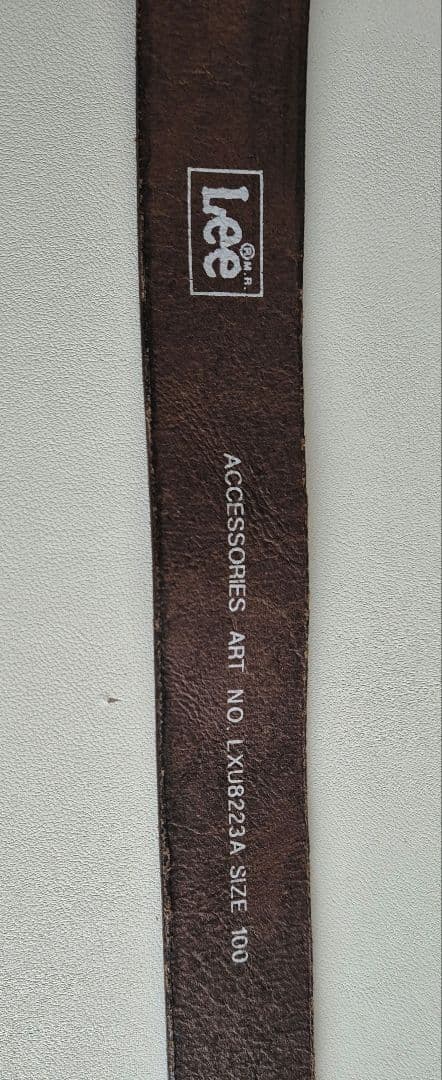 Lee ® M.R.
ACCESSORIES ART NO. LXU8223A SIZE 100